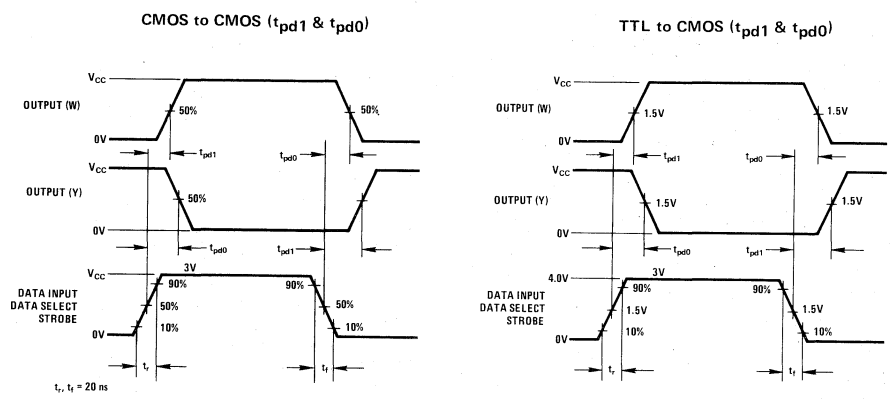 CMOS to CMOS (tpd1 & tpd0)
VCC
OUTPUT (W)
50%
50%
0V
tpd1
tpd0
VCC
OUTPUT (Y)
50%
0V
tpd0
tpd1
VCC
3V
90%
90%
DATA INPUT
DATA SELECT
STROBE
50%
50%
10%
10%
0V
tr
tf
tr, tf = 20 ns
TTL to CMOS (tpd1 & tpd0)
VCC
OUTPUT (W)
1.5V
1.5V
0V
tpd1
tpd0
VCC
OUTPUT (Y)
1.5V
1.5V
0V
tpd0
tpd1
4.0V
3V
90%
90%
DATA INPUT
DATA SELECT
STROBE
1.5V
1.5V
10%
10%
0V
tr
tf